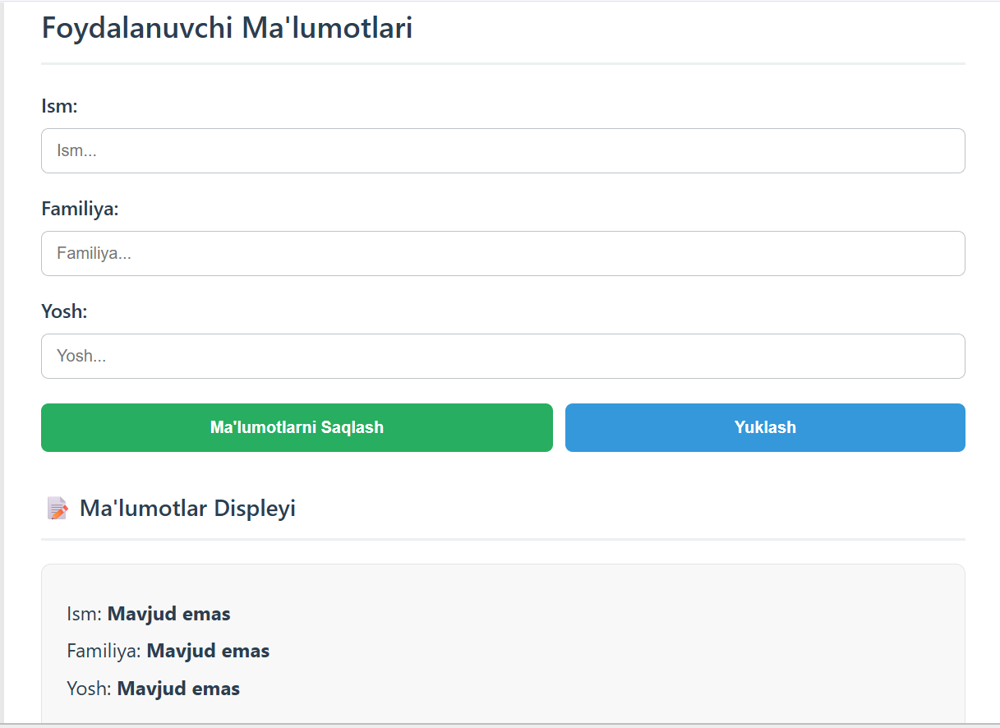 Foydalanuvchi Ma'lumotlari
Ism:
Ism...
Familiya:
Familiya...
Yosh:
Yosh...
Ma'lumotlarni Saqlash
Yuklash
Ma'lumotlar Displeyi
Ism: Mavjud emas
Familiya: Mavjud emas
Yosh: Mavjud emas